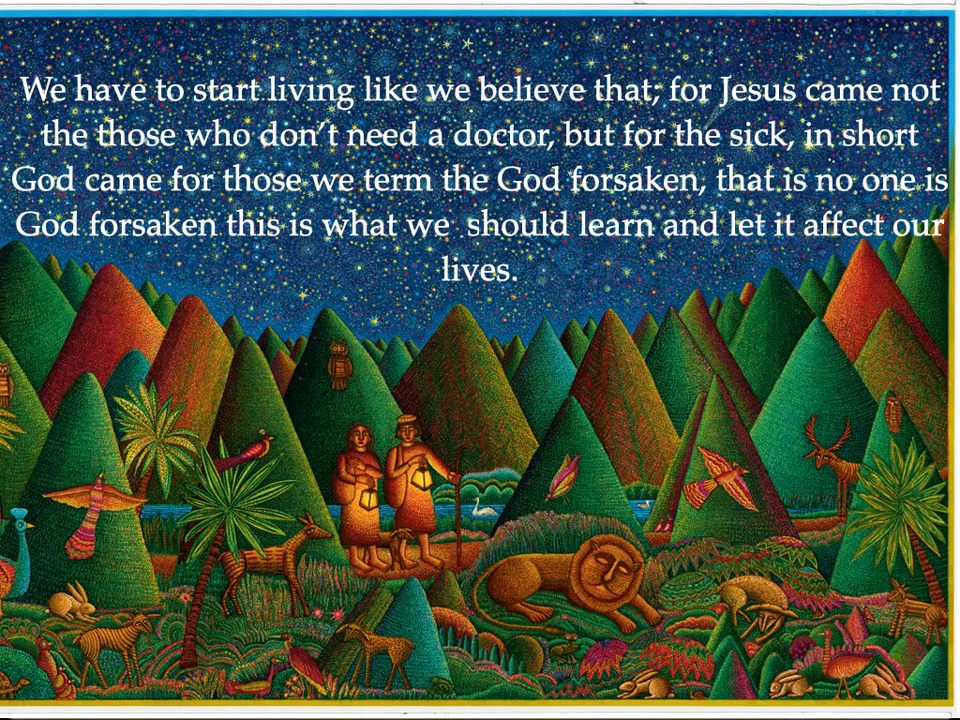 We have to start living like we believe that; for Jesus came not
the those who don’t need a doctor, but for the sick, in short
God came for those we term the God forsaken, that is no one is
God forsaken this is what we  should learn and let it affect our
lives.